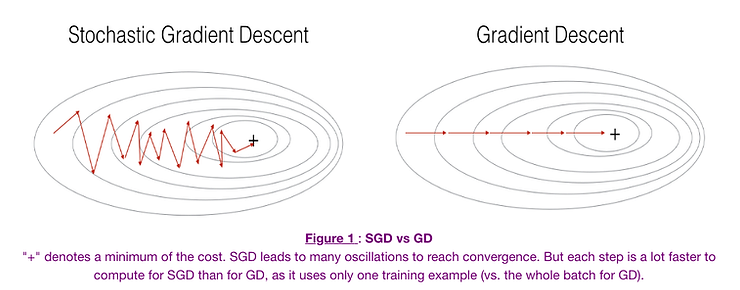 Stochastic Gradient Descent
Gradient Descent
+
+
Figure 1 : SGD vs GD
"+" denotes a minimum of the cost. SGD leads to many oscillations to reach convergence. But each step is a lot faster to
compute for SGD than for GD, as it uses only one training example (vs. the whole batch for GD).